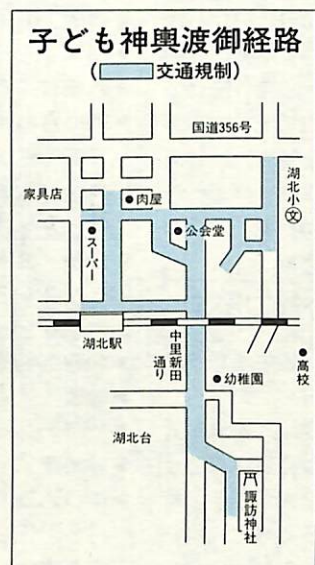 子ども神輿渡御経路
(交通規制)
国道356号
湖北小
文
家具店
肉屋
公会堂
スーパー
湖北駅
中里新田
通り
高校
幼稚園
湖北台
諏訪神社